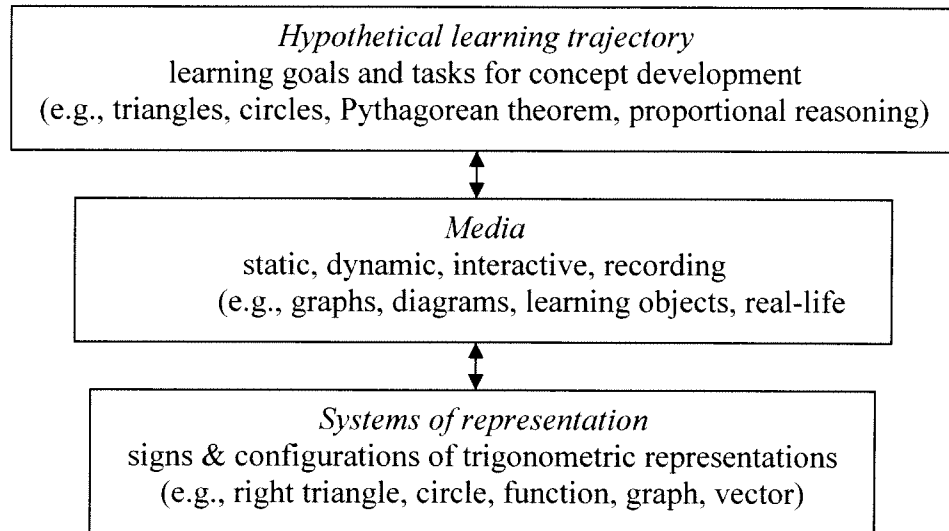 Hypothetical learning trajectory
learning goals and tasks for concept development
(e.g., triangles, circles, Pythagorean theorem, proportional reasoning)
Media
static, dynamic, interactive, recording
(e.g., graphs, diagrams, learning objects, real-life
Systems of representation
signs & configurations of trigonometric representations
(e.g., right triangle, circle, function, graph, vector)